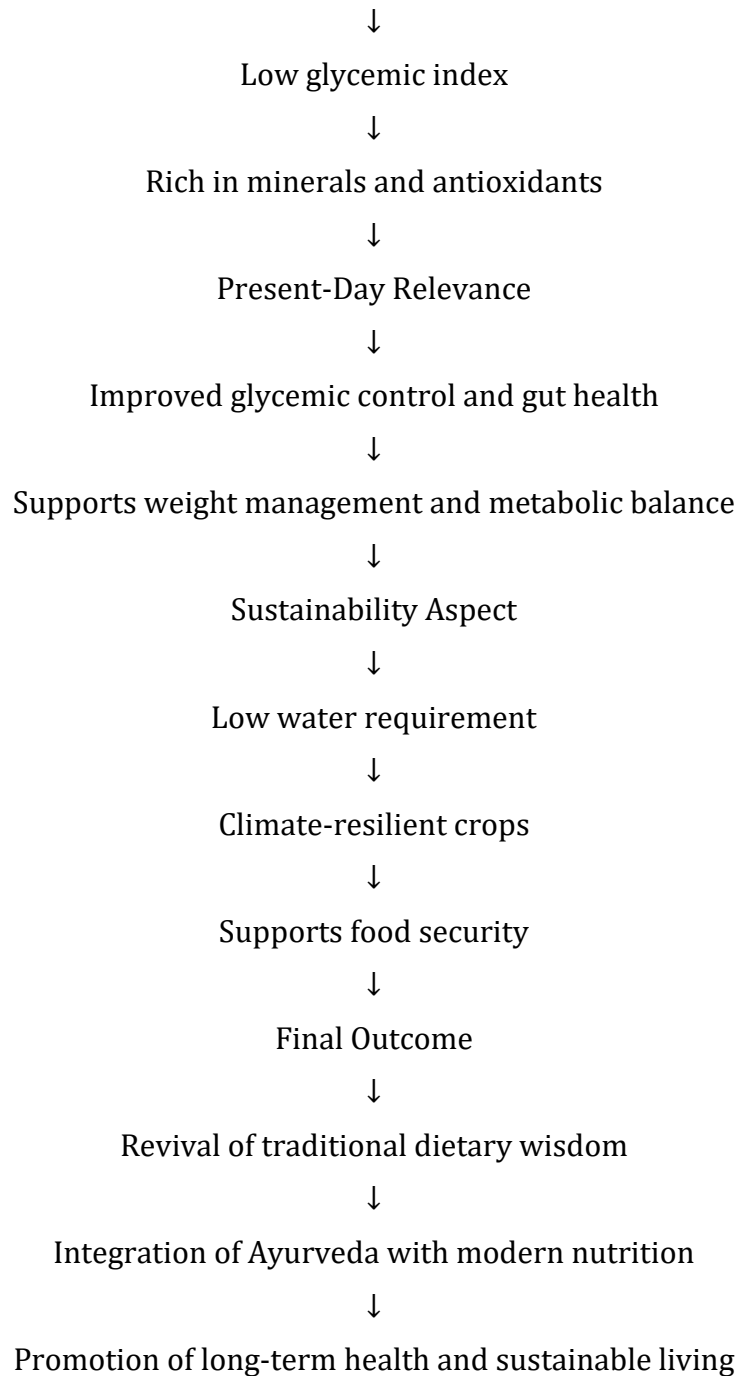 ↓
Low glycemic index
↓
Rich in minerals and antioxidants
↓
Present-Day Relevance
↓
Improved glycemic control and gut health
↓
Supports weight management and metabolic balance
↓
Sustainability Aspect
↓
Low water requirement
↓
Climate-resilient crops
↓
Supports food security
↓
Final Outcome
↓
Revival of traditional dietary wisdom
↓
Integration of Ayurveda with modern nutrition
↓
Promotion of long-term health and sustainable living